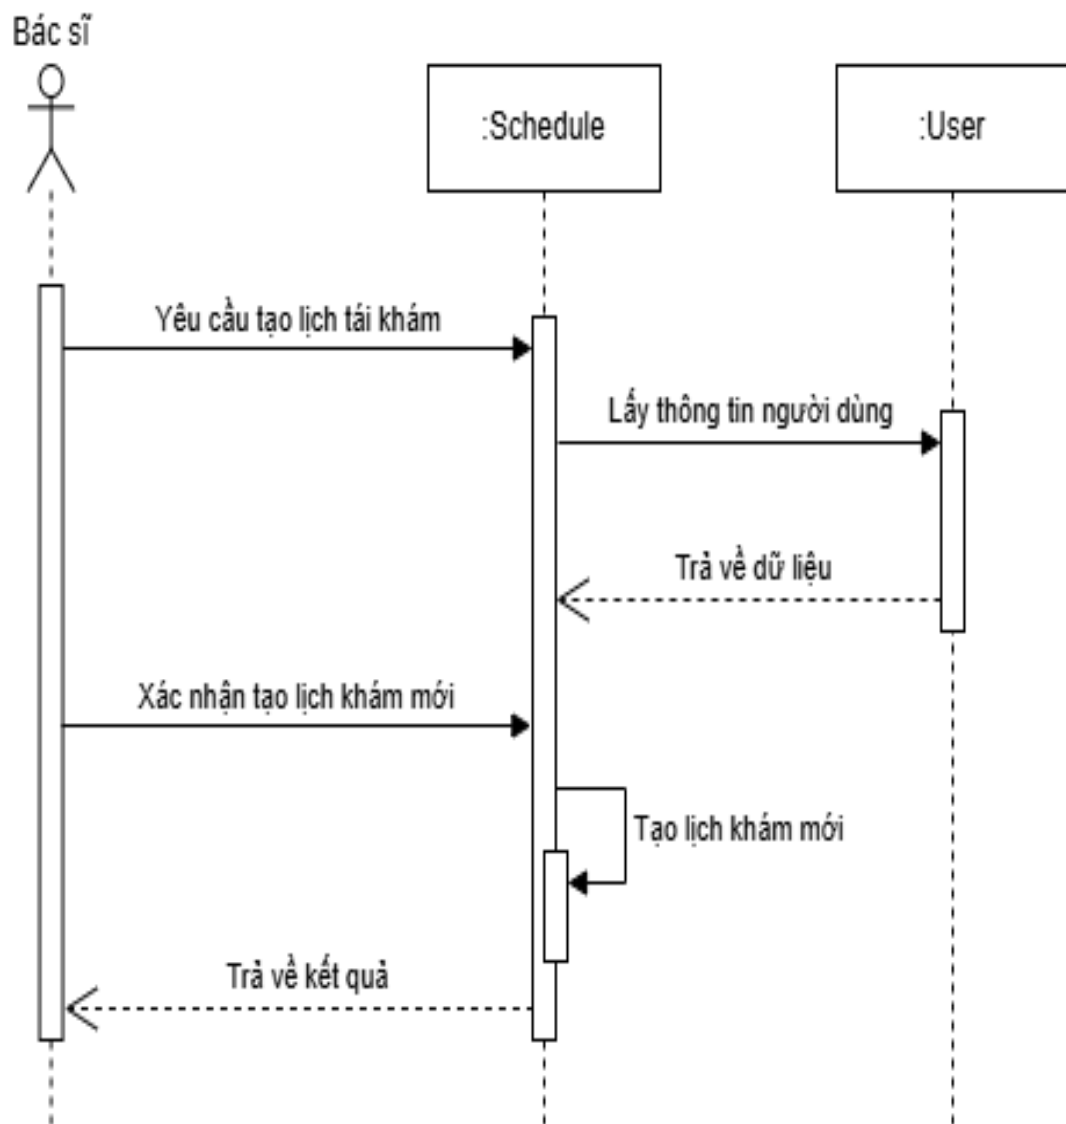 Bác sĩ
:Schedule
:User
Yêu cầu tạo lịch tái khám
Lấy thông tin người dùng
Trả về dữ liệu
Xác nhận tạo lịch khám mới
Tạo lịch khám mới
Trả về kết quả